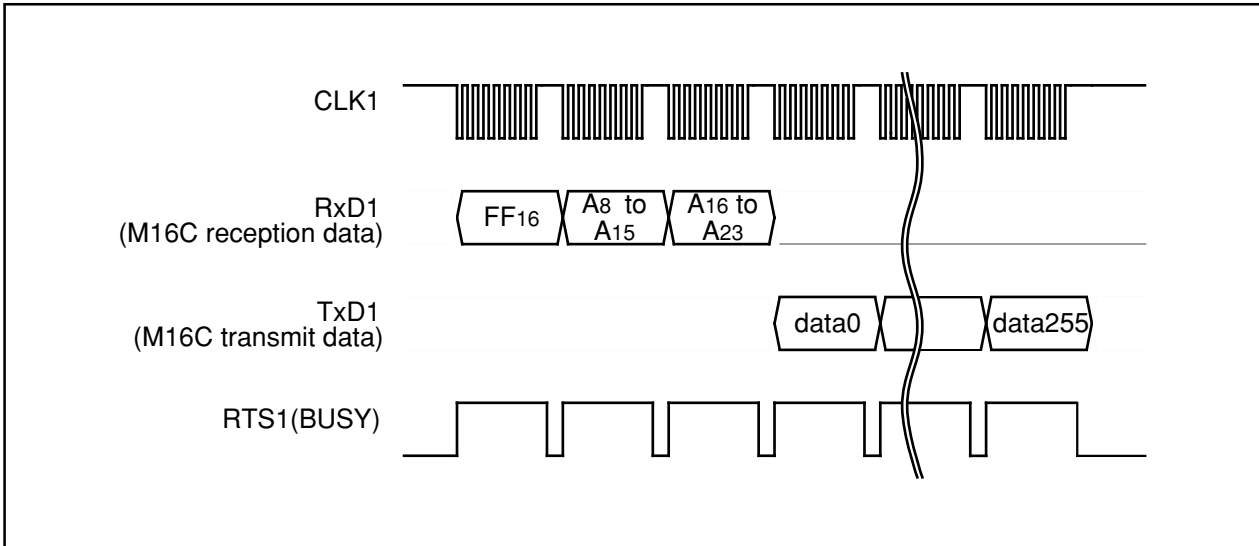 CLK1
RxD1
(M16C reception data)
FF16
A8 to
A15
A16 to
A23
TxD1
(M16C transmit data)
data0
data255
RTS1(BUSY)